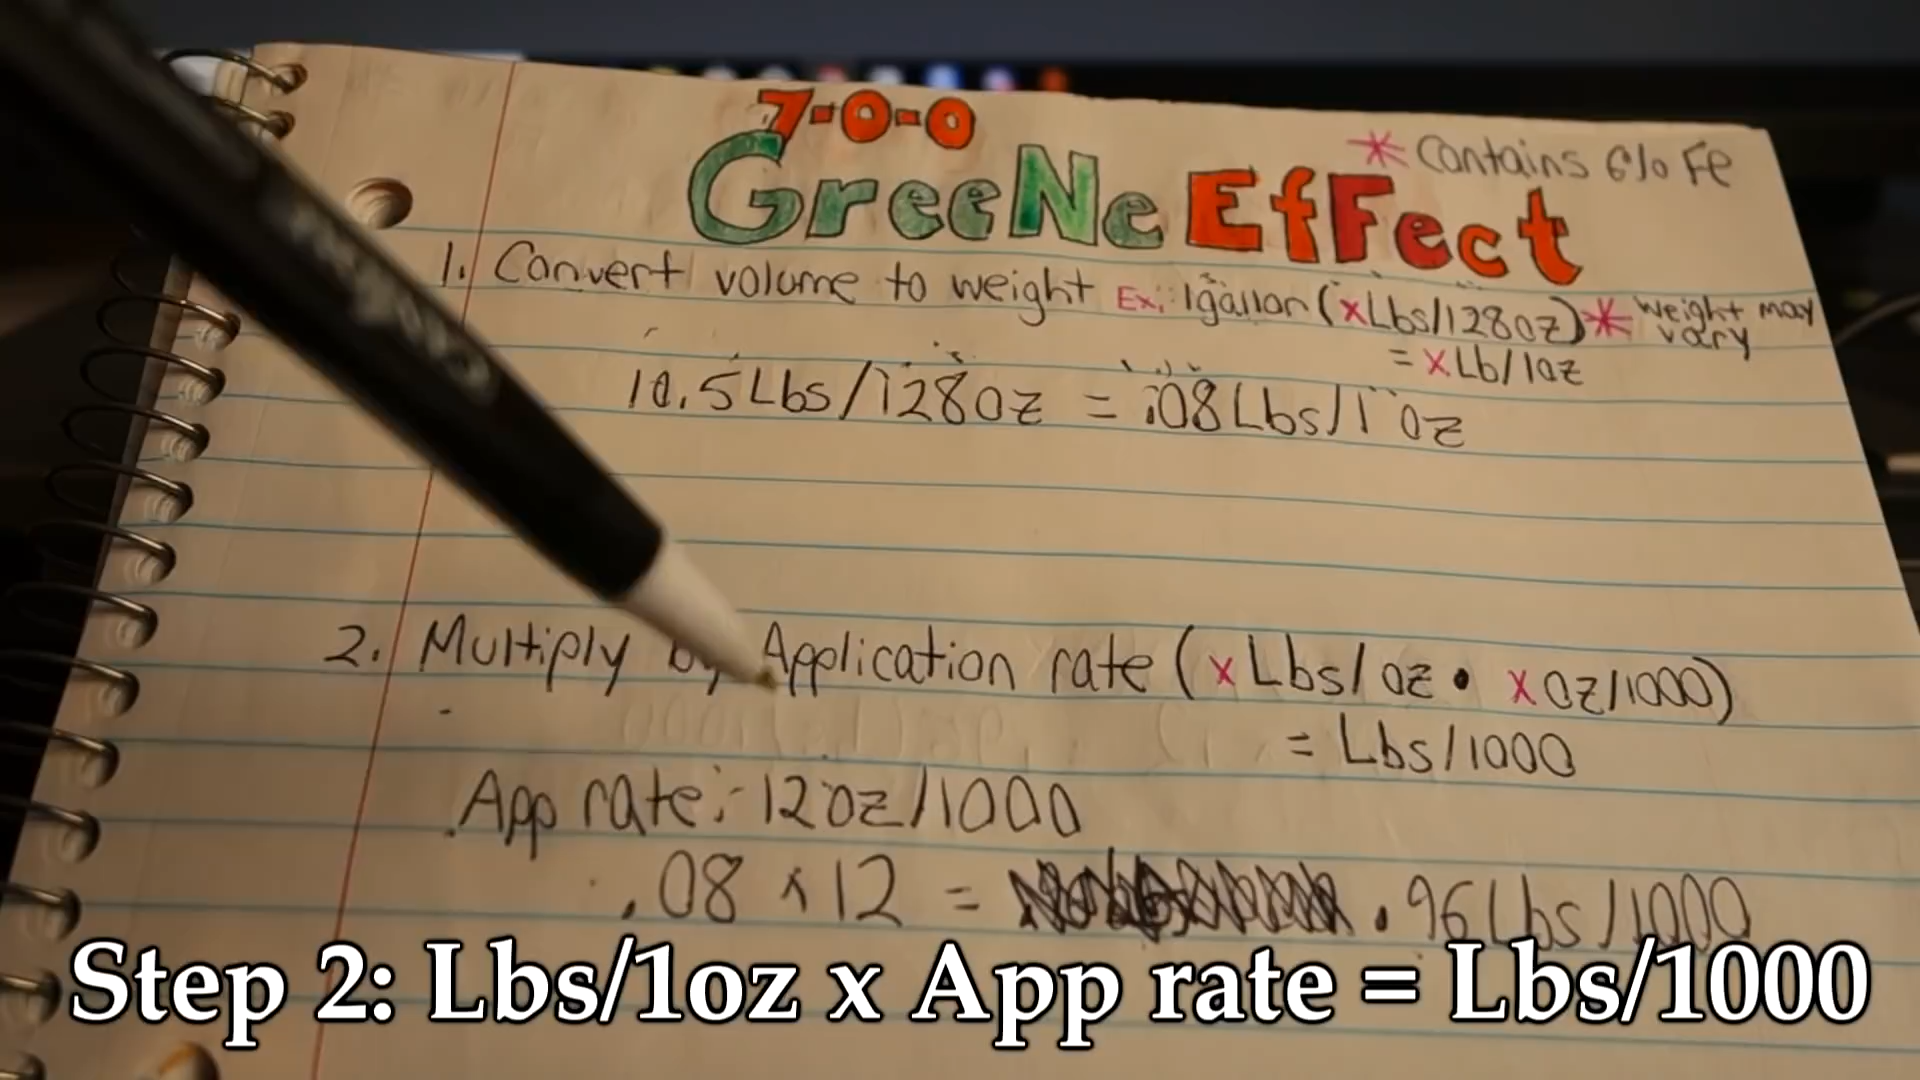 7-0-0
GreeNe Effect
* Contains 6% Fe
1. Convert volume to weight Ex: 1gallon (xLbs/128oz) * weight may vary
= xLb/1oz
10.5Lbs/128oz = .08Lbs/1oz
2. Multiply by Application rate (xLbs/oz • xoz/1000)
= Lbs/1000
App rate: 12oz/1000
.08 x 12 = .96Lbs/1000
Step 2: Lbs/1oz x App rate = Lbs/1000